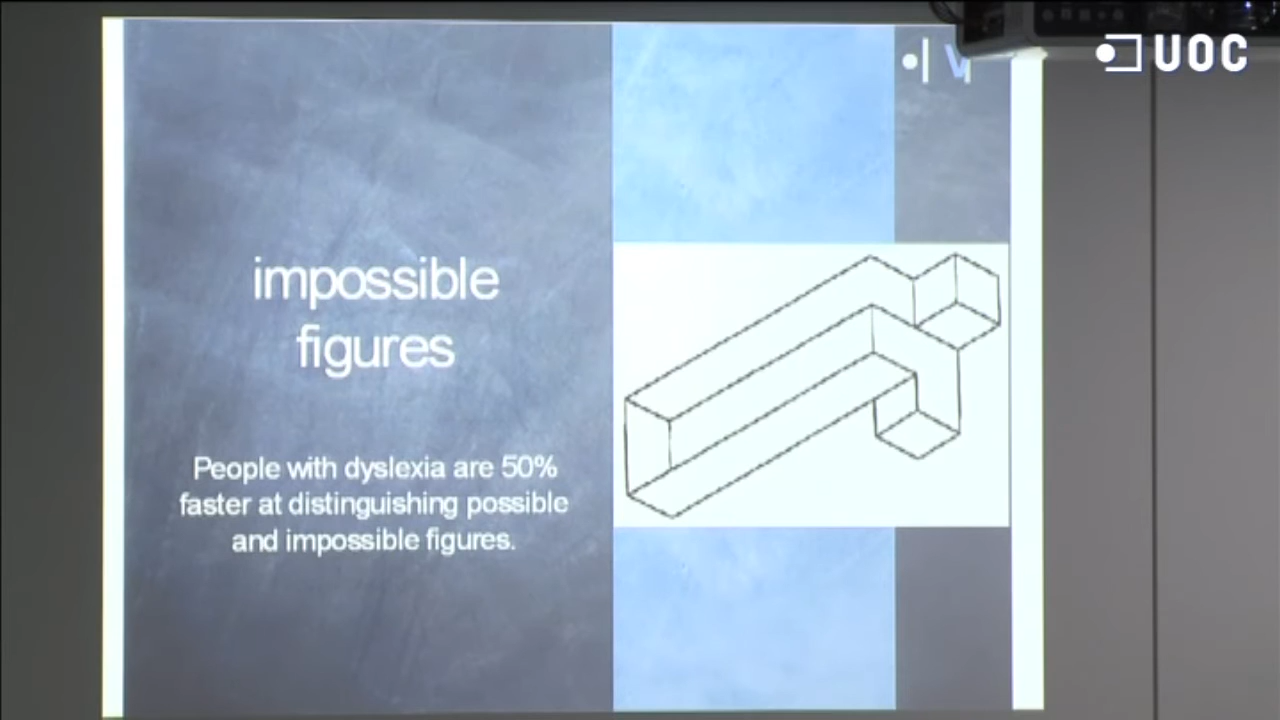 impossible
figures
People with dyslexia are 50%
faster at distinguishing possible
and impossible figures.
UOC